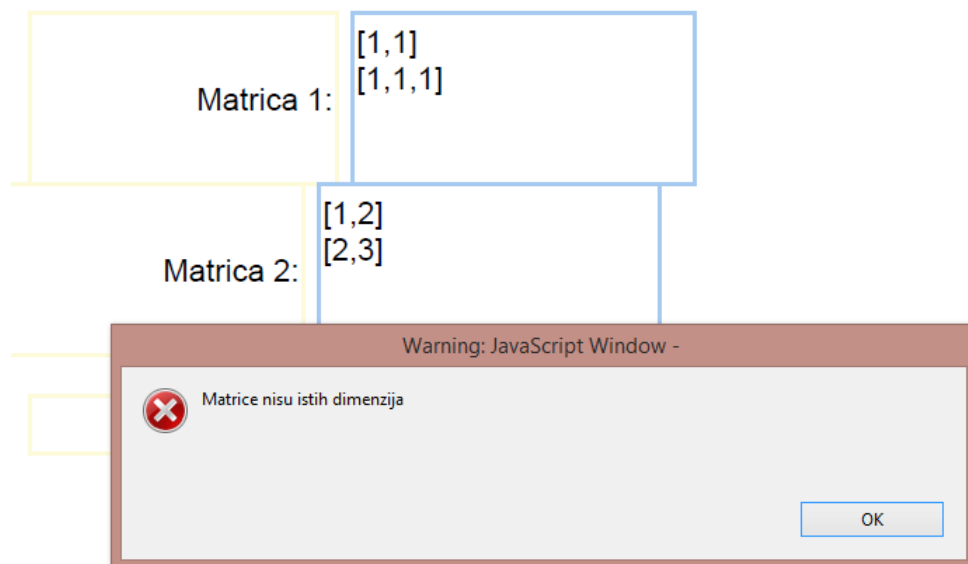 [1,1]
[1,1,1]
Matrica 1:
[1,2]
[2,3]
Matrica 2:
Warning: JavaScript Window -
Matrice nisu istih dimenzija
OK